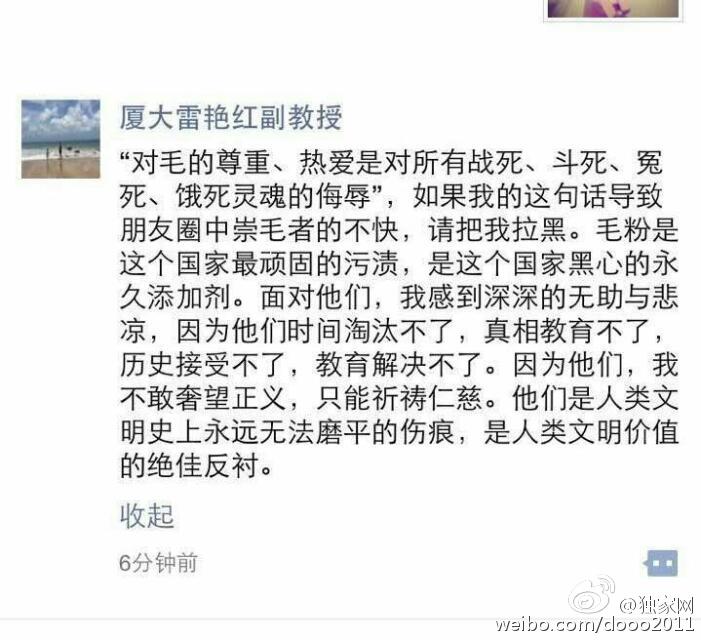 厦大雷艳红副教授
“对毛的尊重、热爱是对所有战死、斗死、冤
死、饿死灵魂的侮辱”，如果我的这句话导致
朋友圈中崇毛者的不快，请把我拉黑。毛粉是
这个国家最顽固的污渍，是这个国家黑心的永
久添加剂。面对他们，我感到深深的无助与悲
凉，因为他们时间淘汰不了，真相教育不了，
历史接受不了，教育解决不了。因为他们，我
不敢奢望正义，只能祈祷仁慈。他们是人类文
明史上永远无法磨平的伤痕，是人类文明价值
的绝佳反衬。
收起
6分钟前
@独家网
weibo.com/dooo2011